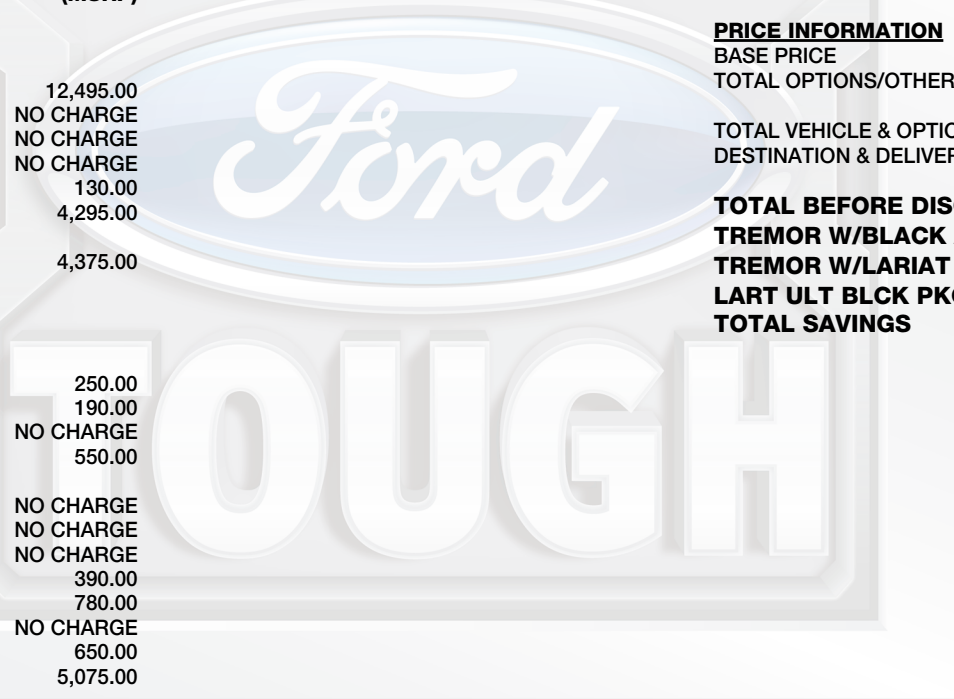 (MSRP)
12,495.00
NO CHARGE
NO CHARGE
NO CHARGE
130.00
4,295.00
4,375.00
250.00
190.00
NO CHARGE
550.00
NO CHARGE
NO CHARGE
NO CHARGE
390.00
780.00
NO CHARGE
650.00
5,075.00
PRICE INFORMATION
BASE PRICE
TOTAL OPTIONS/OTHER
TOTAL VEHICLE & OPTIO
DESTINATION & DELIVER
TOTAL BEFORE DIS
TREMOR W/BLACK
TREMOR W/LARIAT
LART ULT BLCK PK
TOTAL SAVINGS
Ford
TOUGH